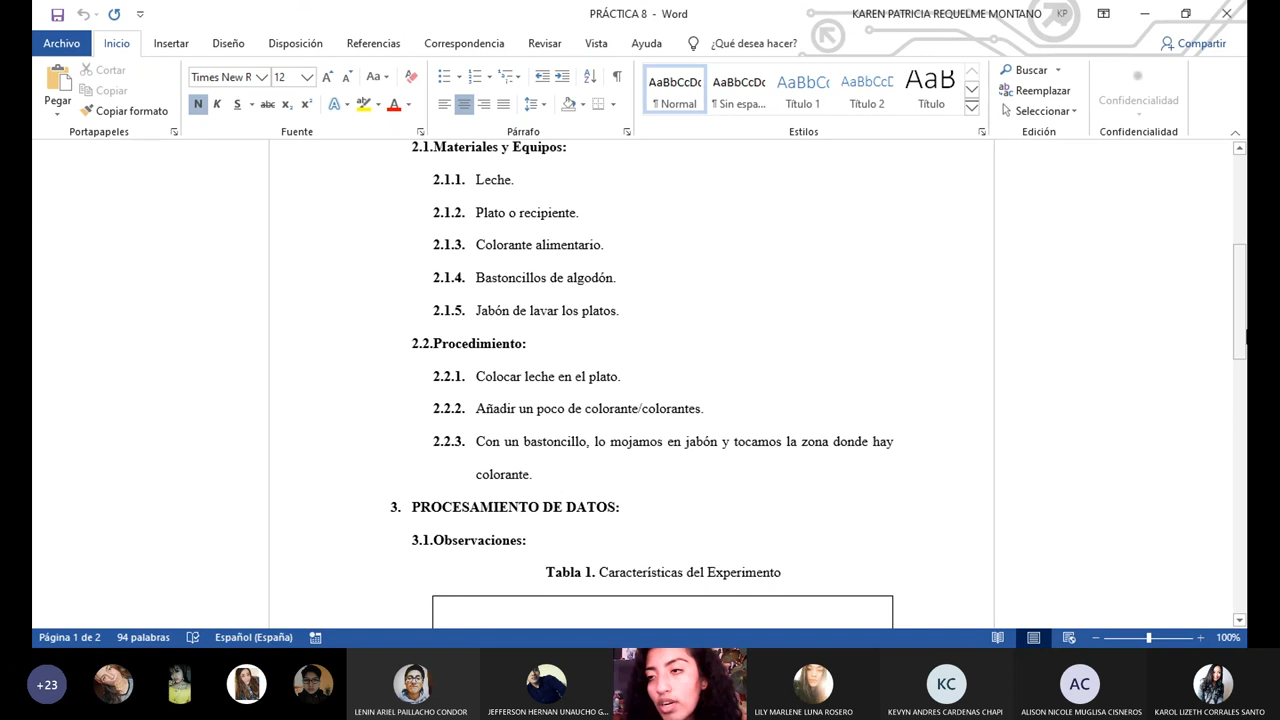 PRÁCTICA 8 - Word
KAREN PATRICIA REQUELME MONTANO
KP
Archivo
Inicio
Insertar
Diseño
Disposición
Referencias
Correspondencia
Revisar
Vista
Ayuda
¿Qué desea hacer?
Compartir
Pegar
Cortar
Copiar
Copiar formato
Portapapeles
Times New R
12
Aa
N K S abc x₂ x²
Fuente
Párrafo
AaBbCcDc
¶ Normal
AaBbCcDc
¶ Sin espa...
AaBbCc
Título 1
AaBbCcD
Título 2
AaB
Título
Estilos
Buscar
Reemplazar
Seleccionar
Edición
Confidencialidad
Confidencialidad
2.1.Materiales y Equipos:
2.1.1. Leche.
2.1.2. Plato o recipiente.
2.1.3. Colorante alimentario.
2.1.4. Bastoncillos de algodón.
2.1.5. Jabón de lavar los platos.
2.2.Procedimiento:
2.2.1. Colocar leche en el plato.
2.2.2. Añadir un poco de colorante/colorantes.
2.2.3. Con un bastoncillo, lo mojamos en jabón y tocamos la zona donde hay
colorante.
3. PROCESAMIENTO DE DATOS:
3.1.Observaciones:
Tabla 1. Características del Experimento
Página 1 de 2
94 palabras
Español (España)
100%
+23
KC
AC
LENIN ARIEL PAILLACHO CONDOR
JEFFERSON HERNAN UNAUCHO G...
LILY MARLENE LUNA ROSERO
KEVYN ANDRES CARDENAS CHAPI
ALISON NICOLE MUGLISA CISNEROS
KAROL LIZETH CORRALES SANTO